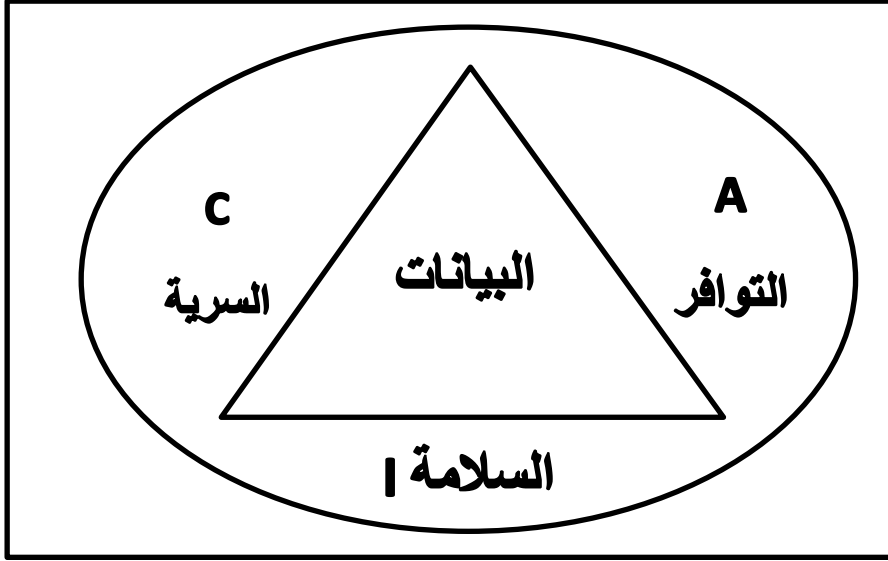 A
C
البيانات
التوافر
السرية
السلامة I